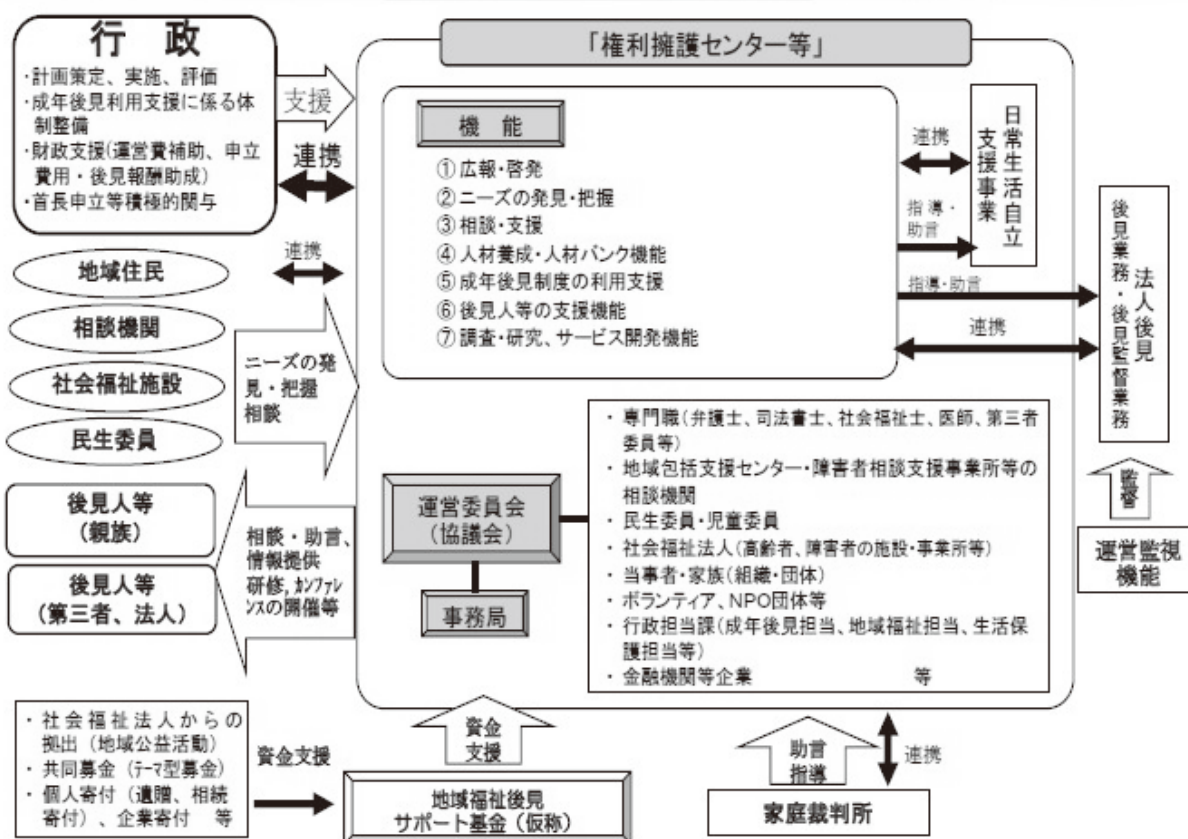 行　政
・計画策定、実施、評価
・成年後見利用支援に係る体
制整備
・財政支援(運営費補助、申立
費用・後見報酬助成)
・首長申立等積極的関与
支援
連携
地域住民
相談機関
社会福祉施設
民生委員
連携
ニーズの発
見・把握
相談
後見人等
(親族)
後見人等
(第三者、法人)
相談・助言、
情報提供
研修,カンファレ
ンスの開催等
「権利擁護センター等」
機　能
①広報・啓発
②ニーズの発見・把握
③相談・支援
④人材養成・人材バンク機能
⑤成年後見制度の利用支援
⑥後見人等の支援機能
⑦調査・研究、サービス開発機能
連携
指導・
助言
日常生活自立
支援事業
指導・助言
連携
法人後見
後見業務・後見監督業務
監督
運営監視
機能
運営委員会
(協議会)
事務局
・専門職(弁護士、司法書士、社会福祉士、医師、第三者
委員等)
・地域包括支援センター・障害者相談支援事業所等の
相談機関
・民生委員・児童委員
・社会福祉法人(高齢者、障害者の施設・事業所等)
・当事者・家族(組織・団体)
・ボランティア、NPO団体等
・行政担当課(成年後見担当、地域福祉担当、生活保
護担当等)
・金融機関等企業　　　　　等
・社会福祉法人からの
拠出（地域公益活動）
・共同募金（テーマ型募金）
・個人寄付（遺贈、相続
寄付）、企業寄付　等
資金支援
資金
支援
地域福祉後見
サポート基金（仮称）
助言
指導
連携
家庭裁判所